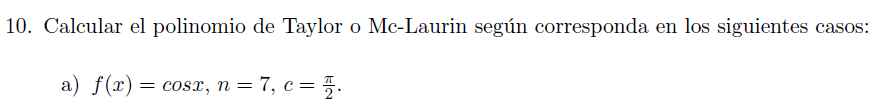 10. Calcular el polinomio de Taylor o Mc-Laurin según corresponda en los siguientes casos:
a) f(x) = cosx, n = 7, c = π/2.